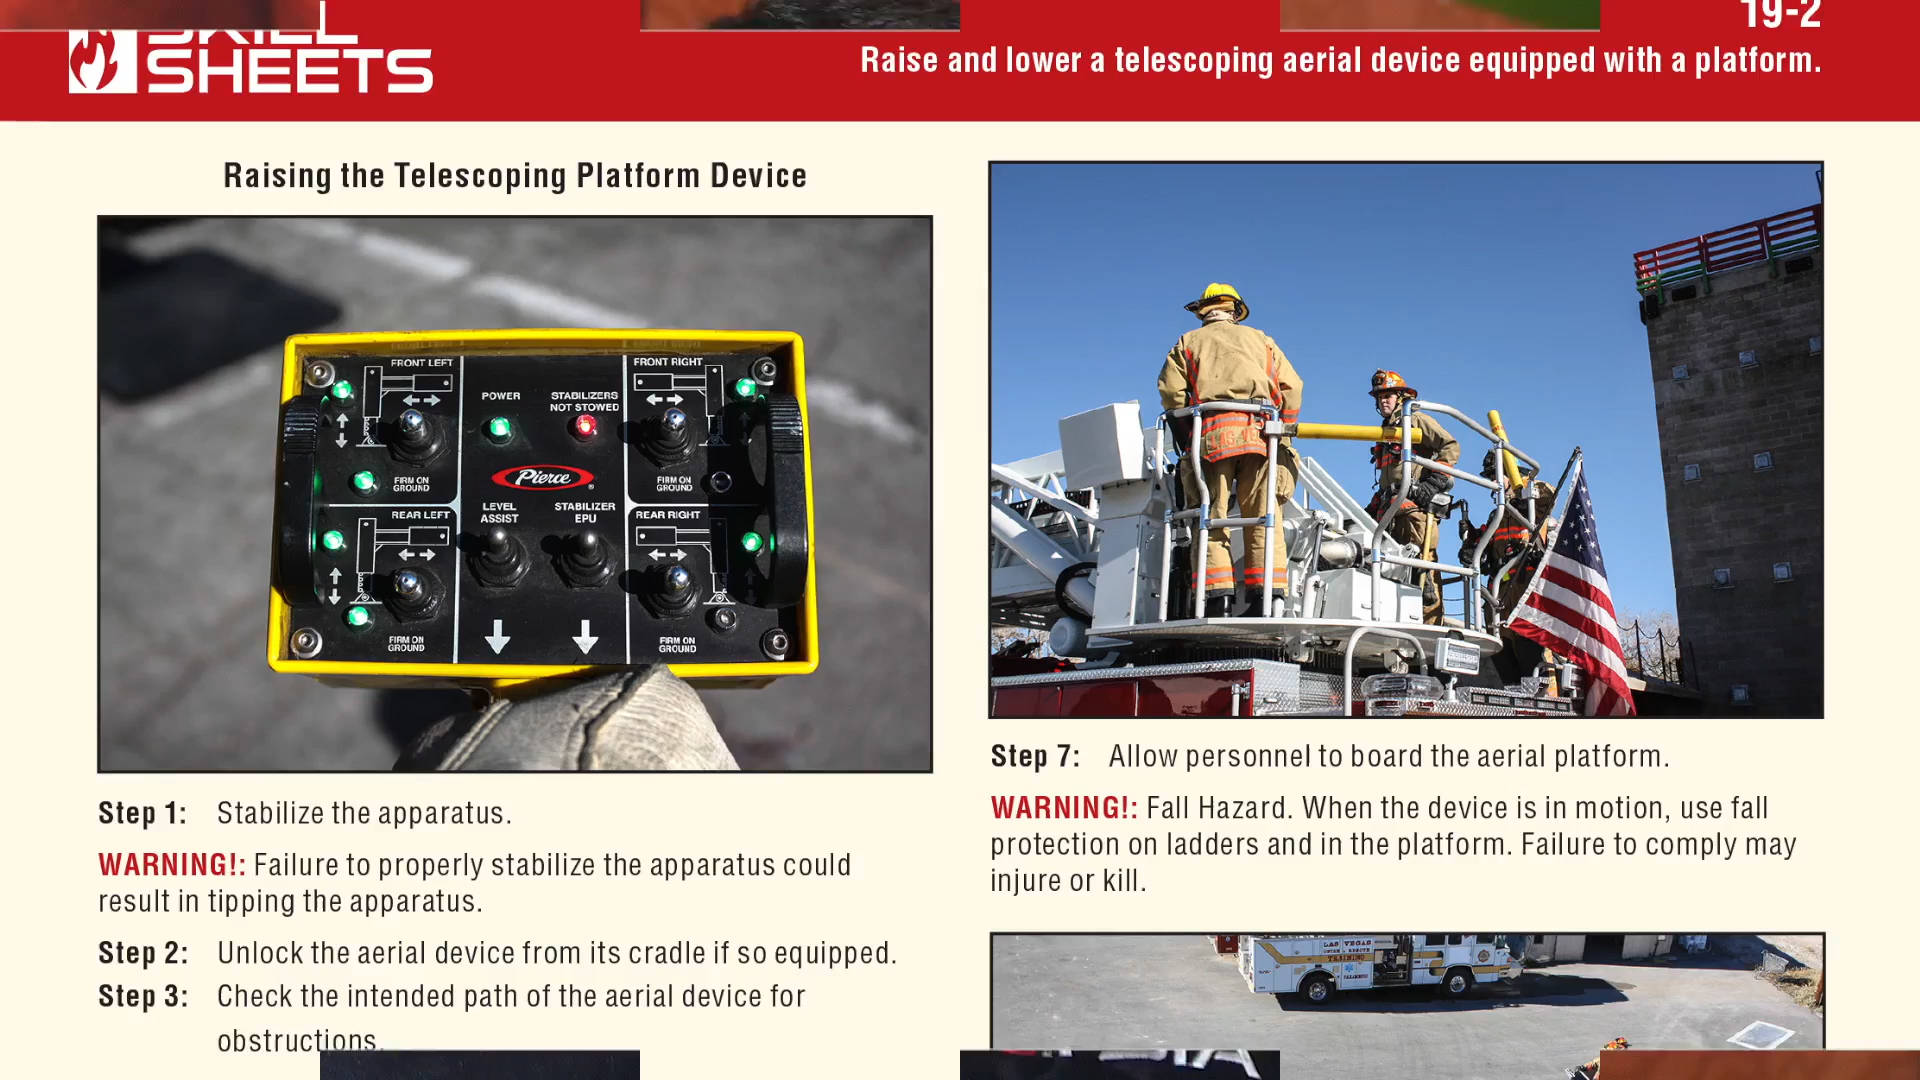 19-2
SKILL
SHEETS
Raise and lower a telescoping aerial device equipped with a platform.
Raising the Telescoping Platform Device
FRONT LEFT
FRONT RIGHT
POWER
STABILIZERS
NOT STOWED
FIRM ON
GROUND
Pierce
FIRM ON
GROUND
REAR LEFT
LEVEL
ASSIST
STABILIZER
EPU
REAR RIGHT
FIRM ON
GROUND
FIRM ON
GROUND
Step 1: Stabilize the apparatus.
WARNING!: Failure to properly stabilize the apparatus could
result in tipping the apparatus.
Step 2: Unlock the aerial device from its cradle if so equipped.
Step 3: Check the intended path of the aerial device for
obstructions.
Step 7: Allow personnel to board the aerial platform.
WARNING!: Fall Hazard. When the device is in motion, use fall
protection on ladders and in the platform. Failure to comply may
injure or kill.
LAS VEGAS
TRAINING